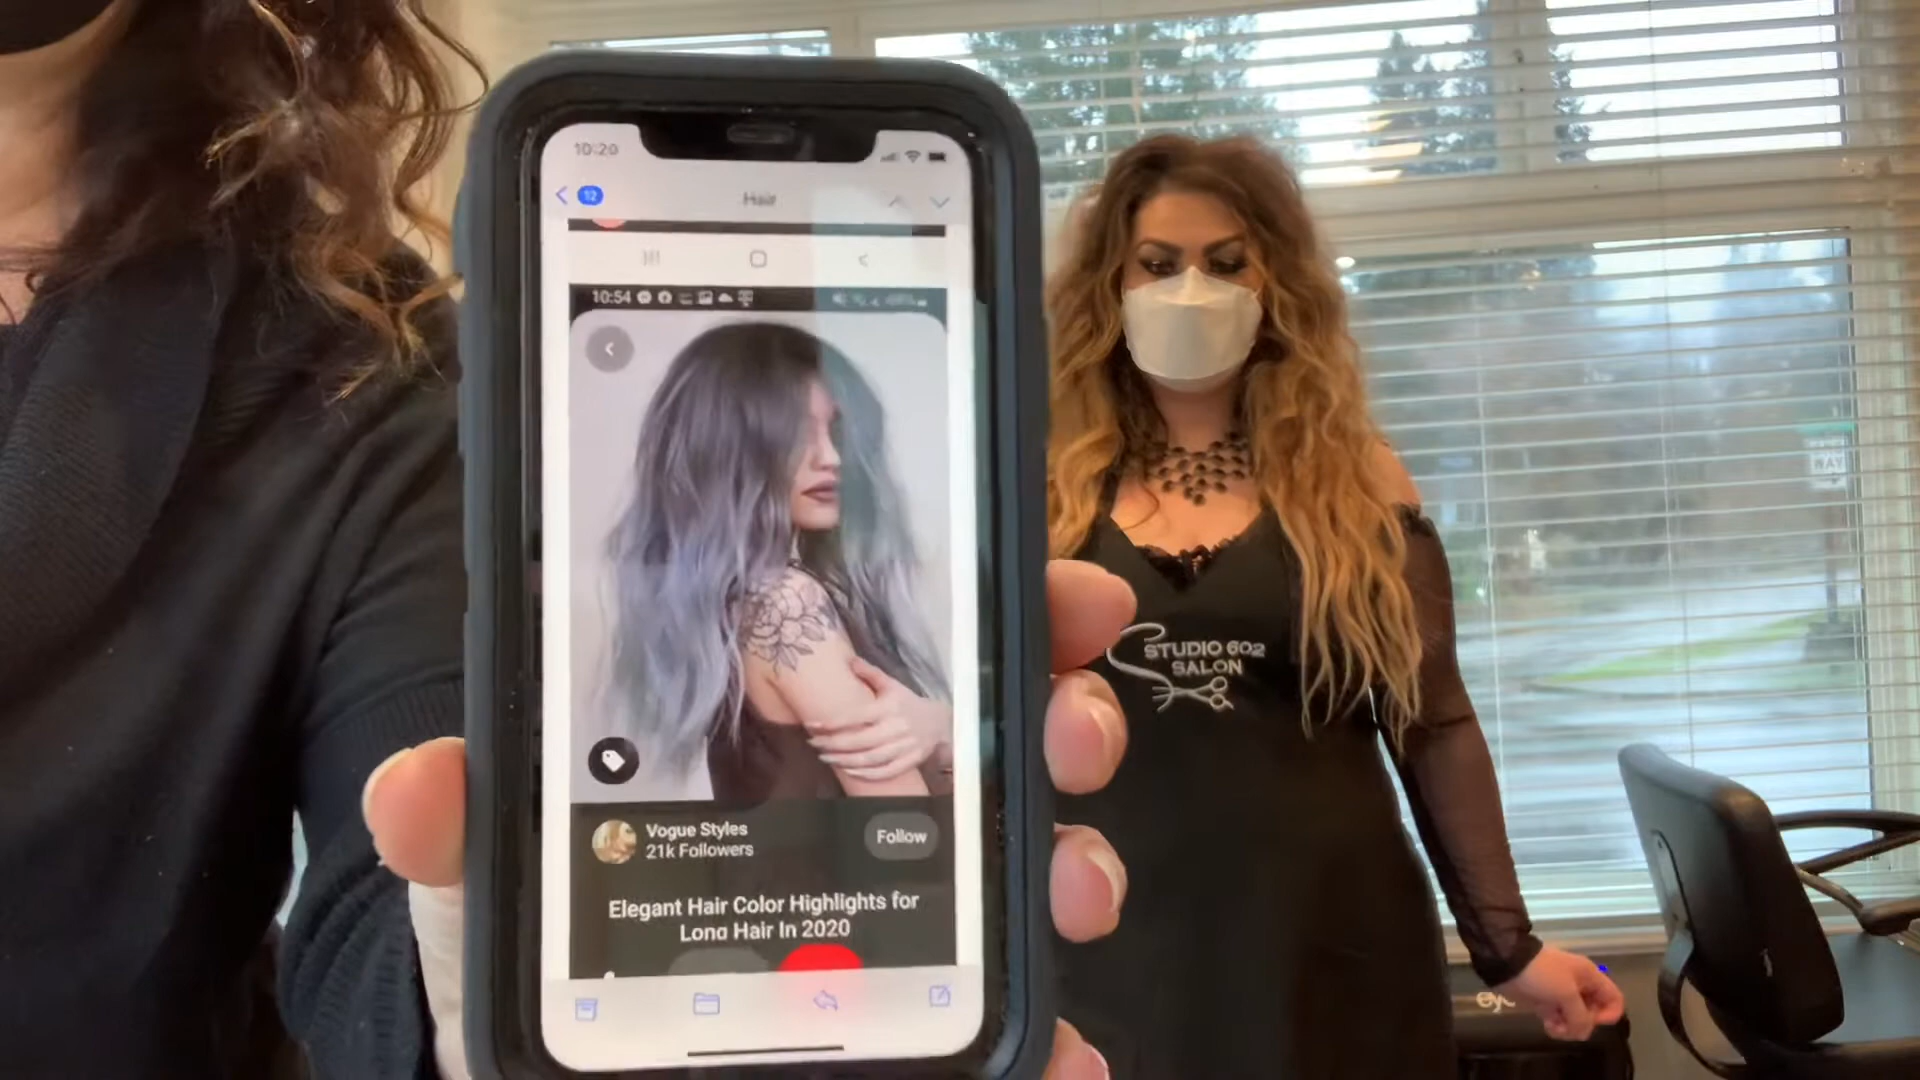 10:20
12
Hair
10:54
Vogue Styles
21k Followers
Follow
Elegant Hair Color Highlights for
Long Hair In 2020
STUDIO 602
SALON